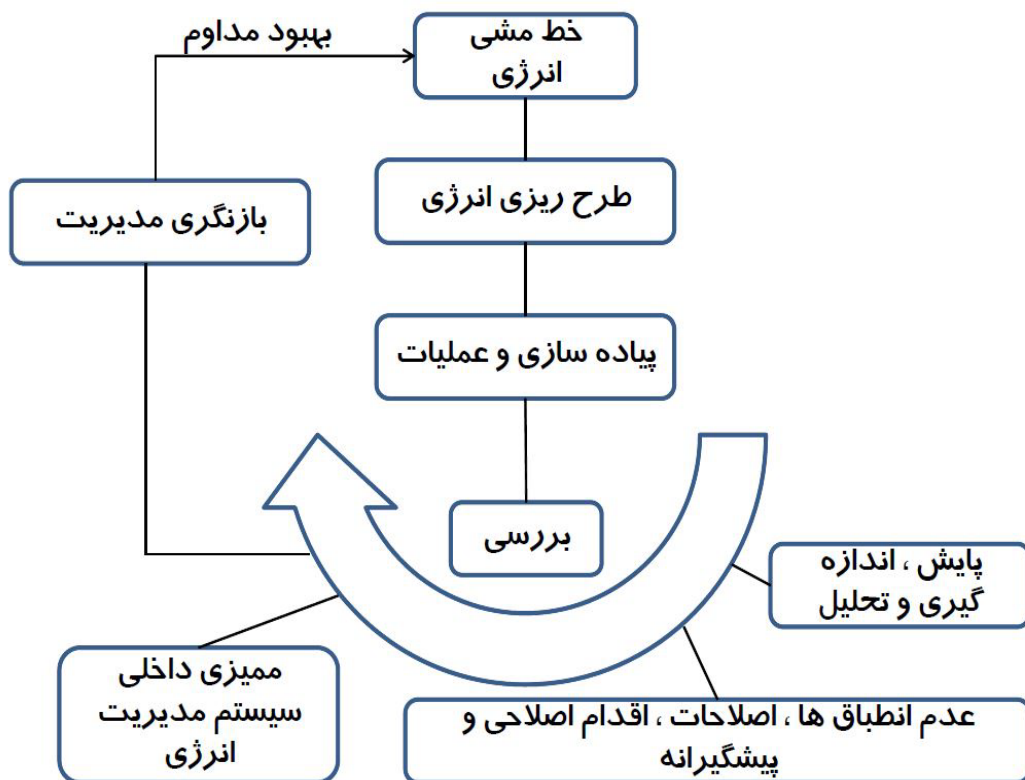 بهبود مداوم
خط مشی
انرژی
طرح ریزی انرژی
بازنگری مدیریت
پیاده سازی و عملیات
بررسی
پایش ، اندازه
گیری و تحلیل
ممیزی داخلی
سیستم مدیریت
انرژی
عدم انطباق ها ، اصلاحات ، اقدام اصلاحی و
پیشگیرانه